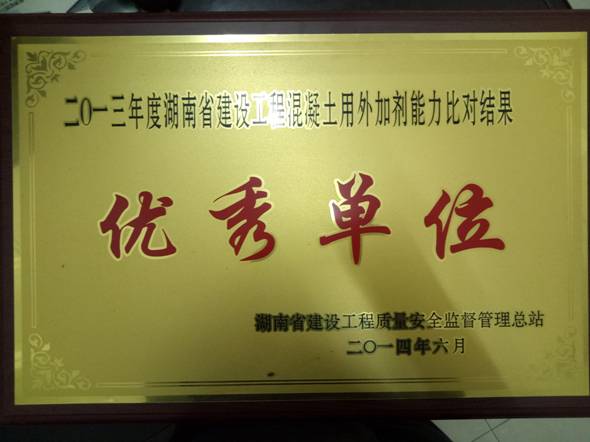 二〇一三年度湖南省建设工程混凝土用外加剂能力比对结果
优秀单位
湖南省建设工程质量安全监督管理总站
二〇一四年六月